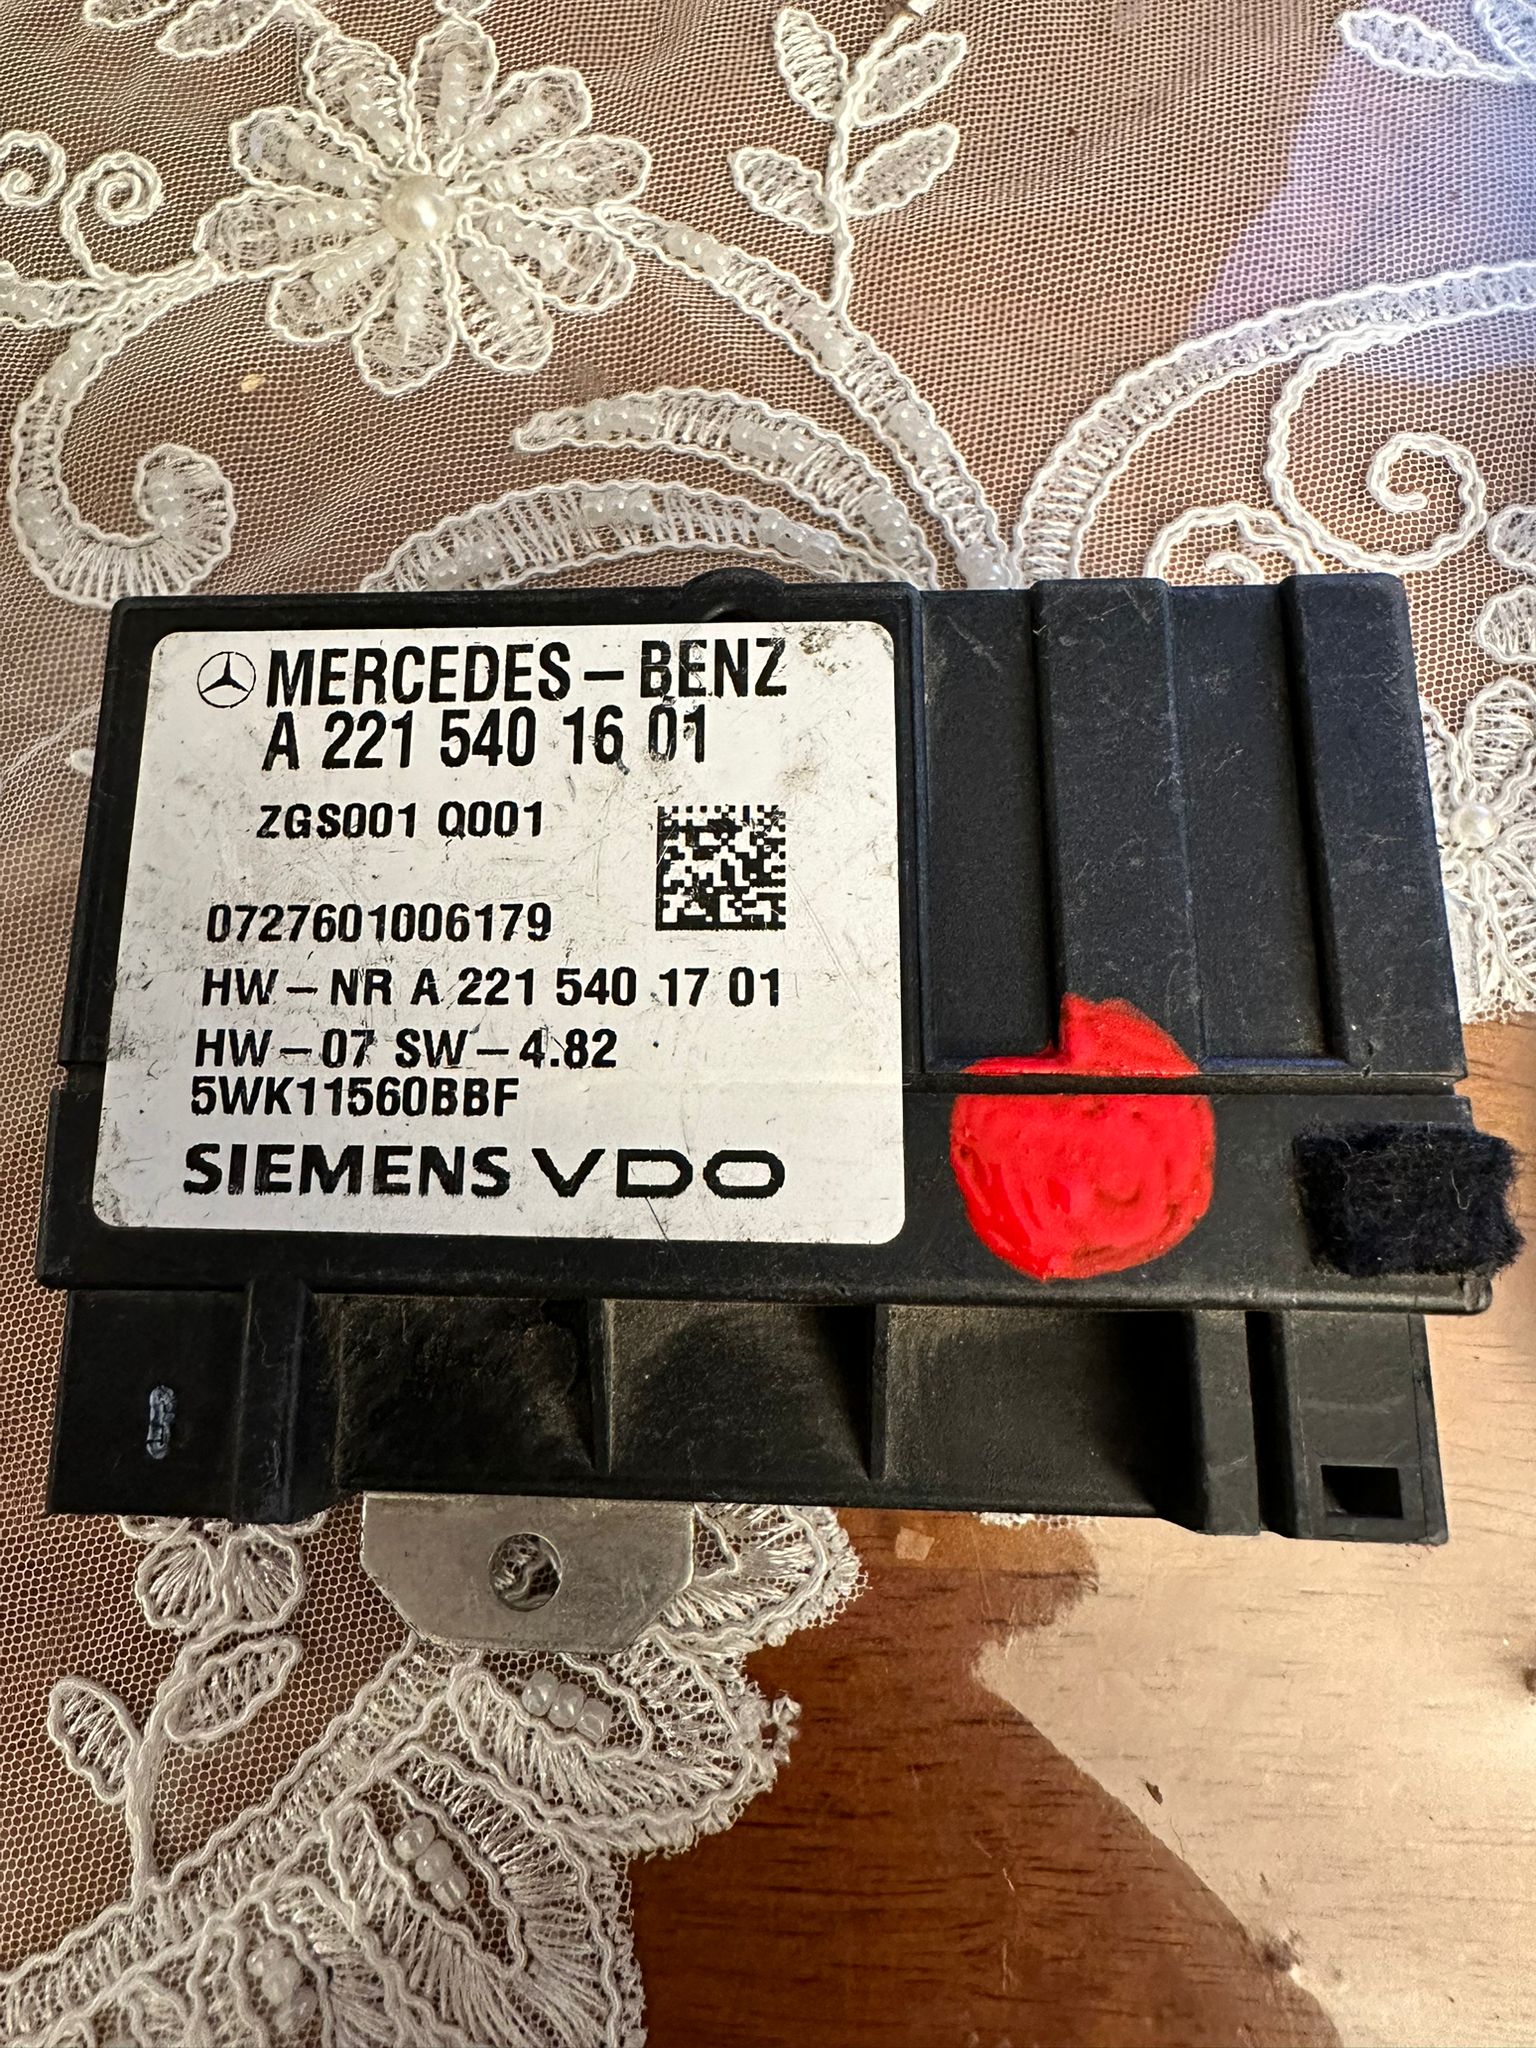 MERCEDES-BENZ
A 221 540 16 01
ZGS001 Q001
0727601006179
HW-NR A 221 540 17 01
HW-07 SW-4.82
5WK11560BBF
SIEMENS VDO